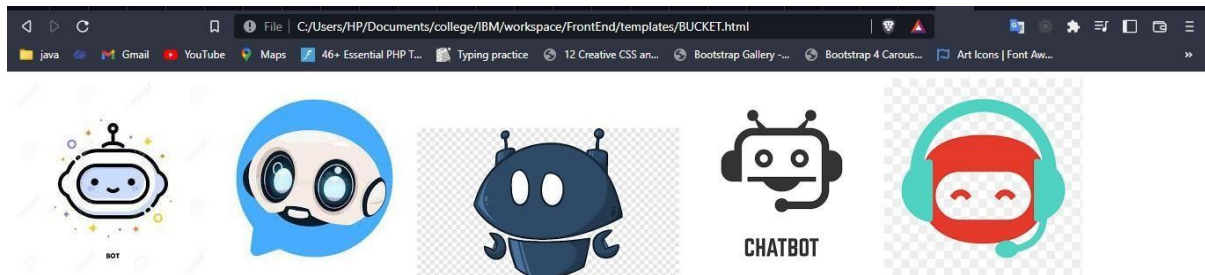 File | C:/Users/HP/Documents/college/IBM/workspace/FrontEnd/templates/BUCKET.html
java Gmail YouTube Maps 46+ Essential PHP T... Typing practice 12 Creative CSS an... Bootstrap Gallery -... Bootstrap 4 Carous... Art Icons | Font Aw... »
BOT
CHATBOT